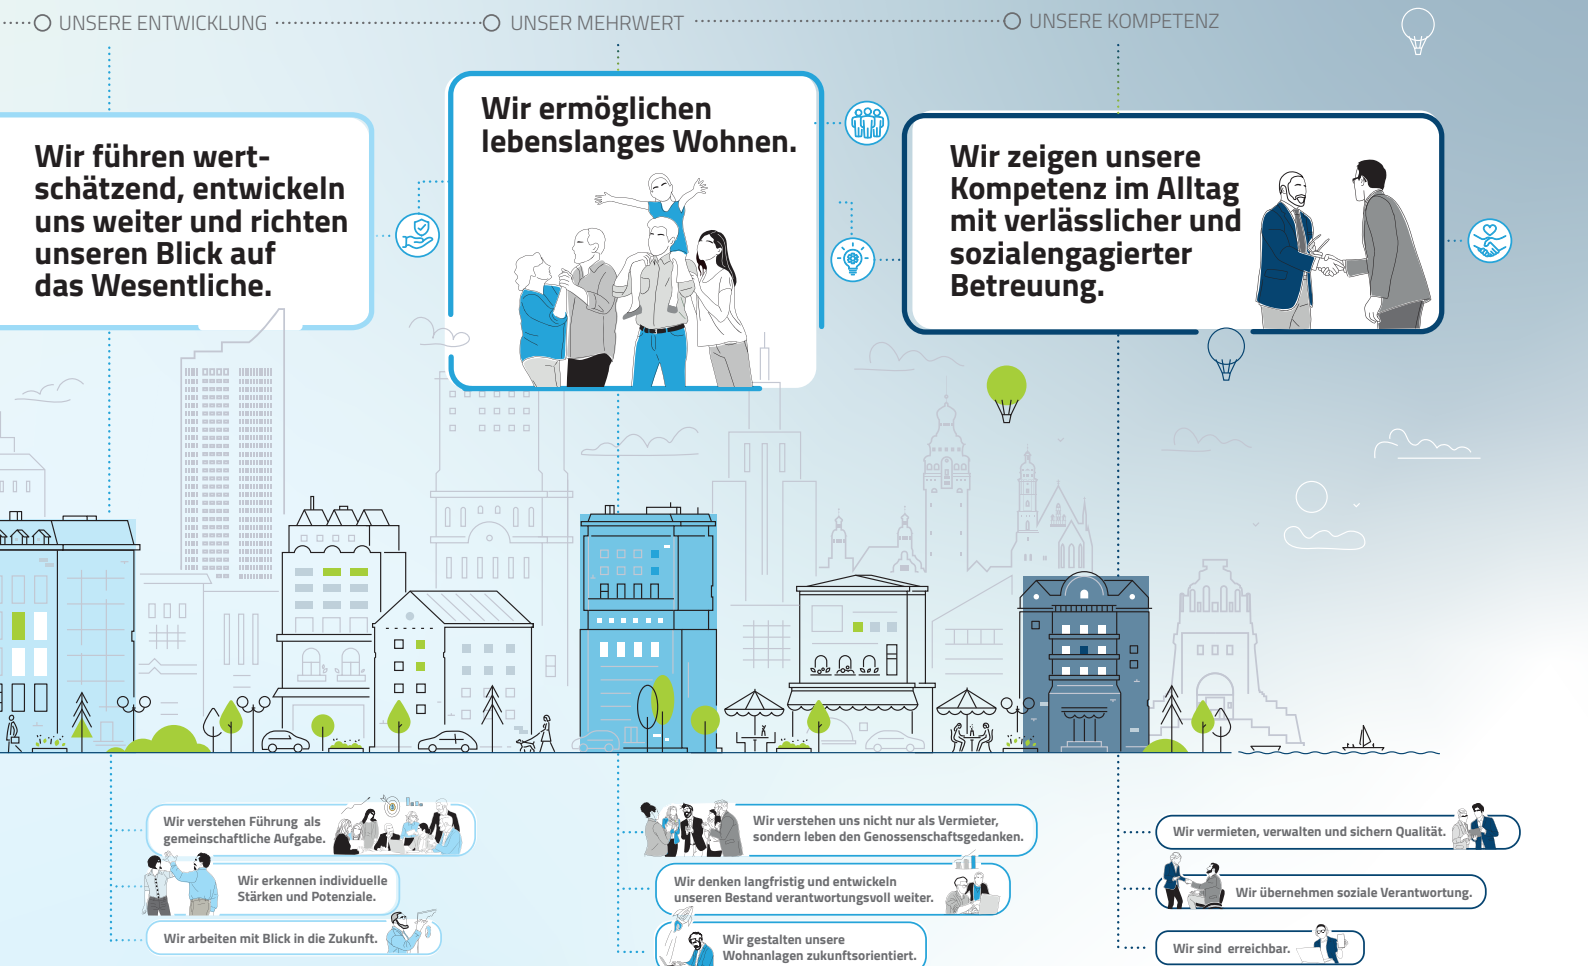 UNSERE ENTWICKLUNG
UNSER MEHRWERT
UNSERE KOMPETENZ
Wir führen wert-
schätzend, entwickeln
uns weiter und richten
unseren Blick auf
das Wesentliche.
Wir ermöglichen
lebenslanges Wohnen.
Wir zeigen unsere
Kompetenz im Alltag
mit verlässlicher und
sozialengagierter
Betreuung.
Wir verstehen Führung als
gemeinschaftliche Aufgabe.
Wir erkennen individuelle
Stärken und Potenziale.
Wir arbeiten mit Blick in die Zukunft.
Wir verstehen uns nicht nur als Vermieter,
sondern leben den Genossenschaftsgedanken.
Wir denken langfristig und entwickeln
unseren Bestand verantwortungsvoll weiter.
Wir gestalten unsere
Wohnanlagen zukunftsorientiert.
Wir vermieten, verwalten und sichern Qualität.
Wir übernehmen soziale Verantwortung.
Wir sind erreichbar.